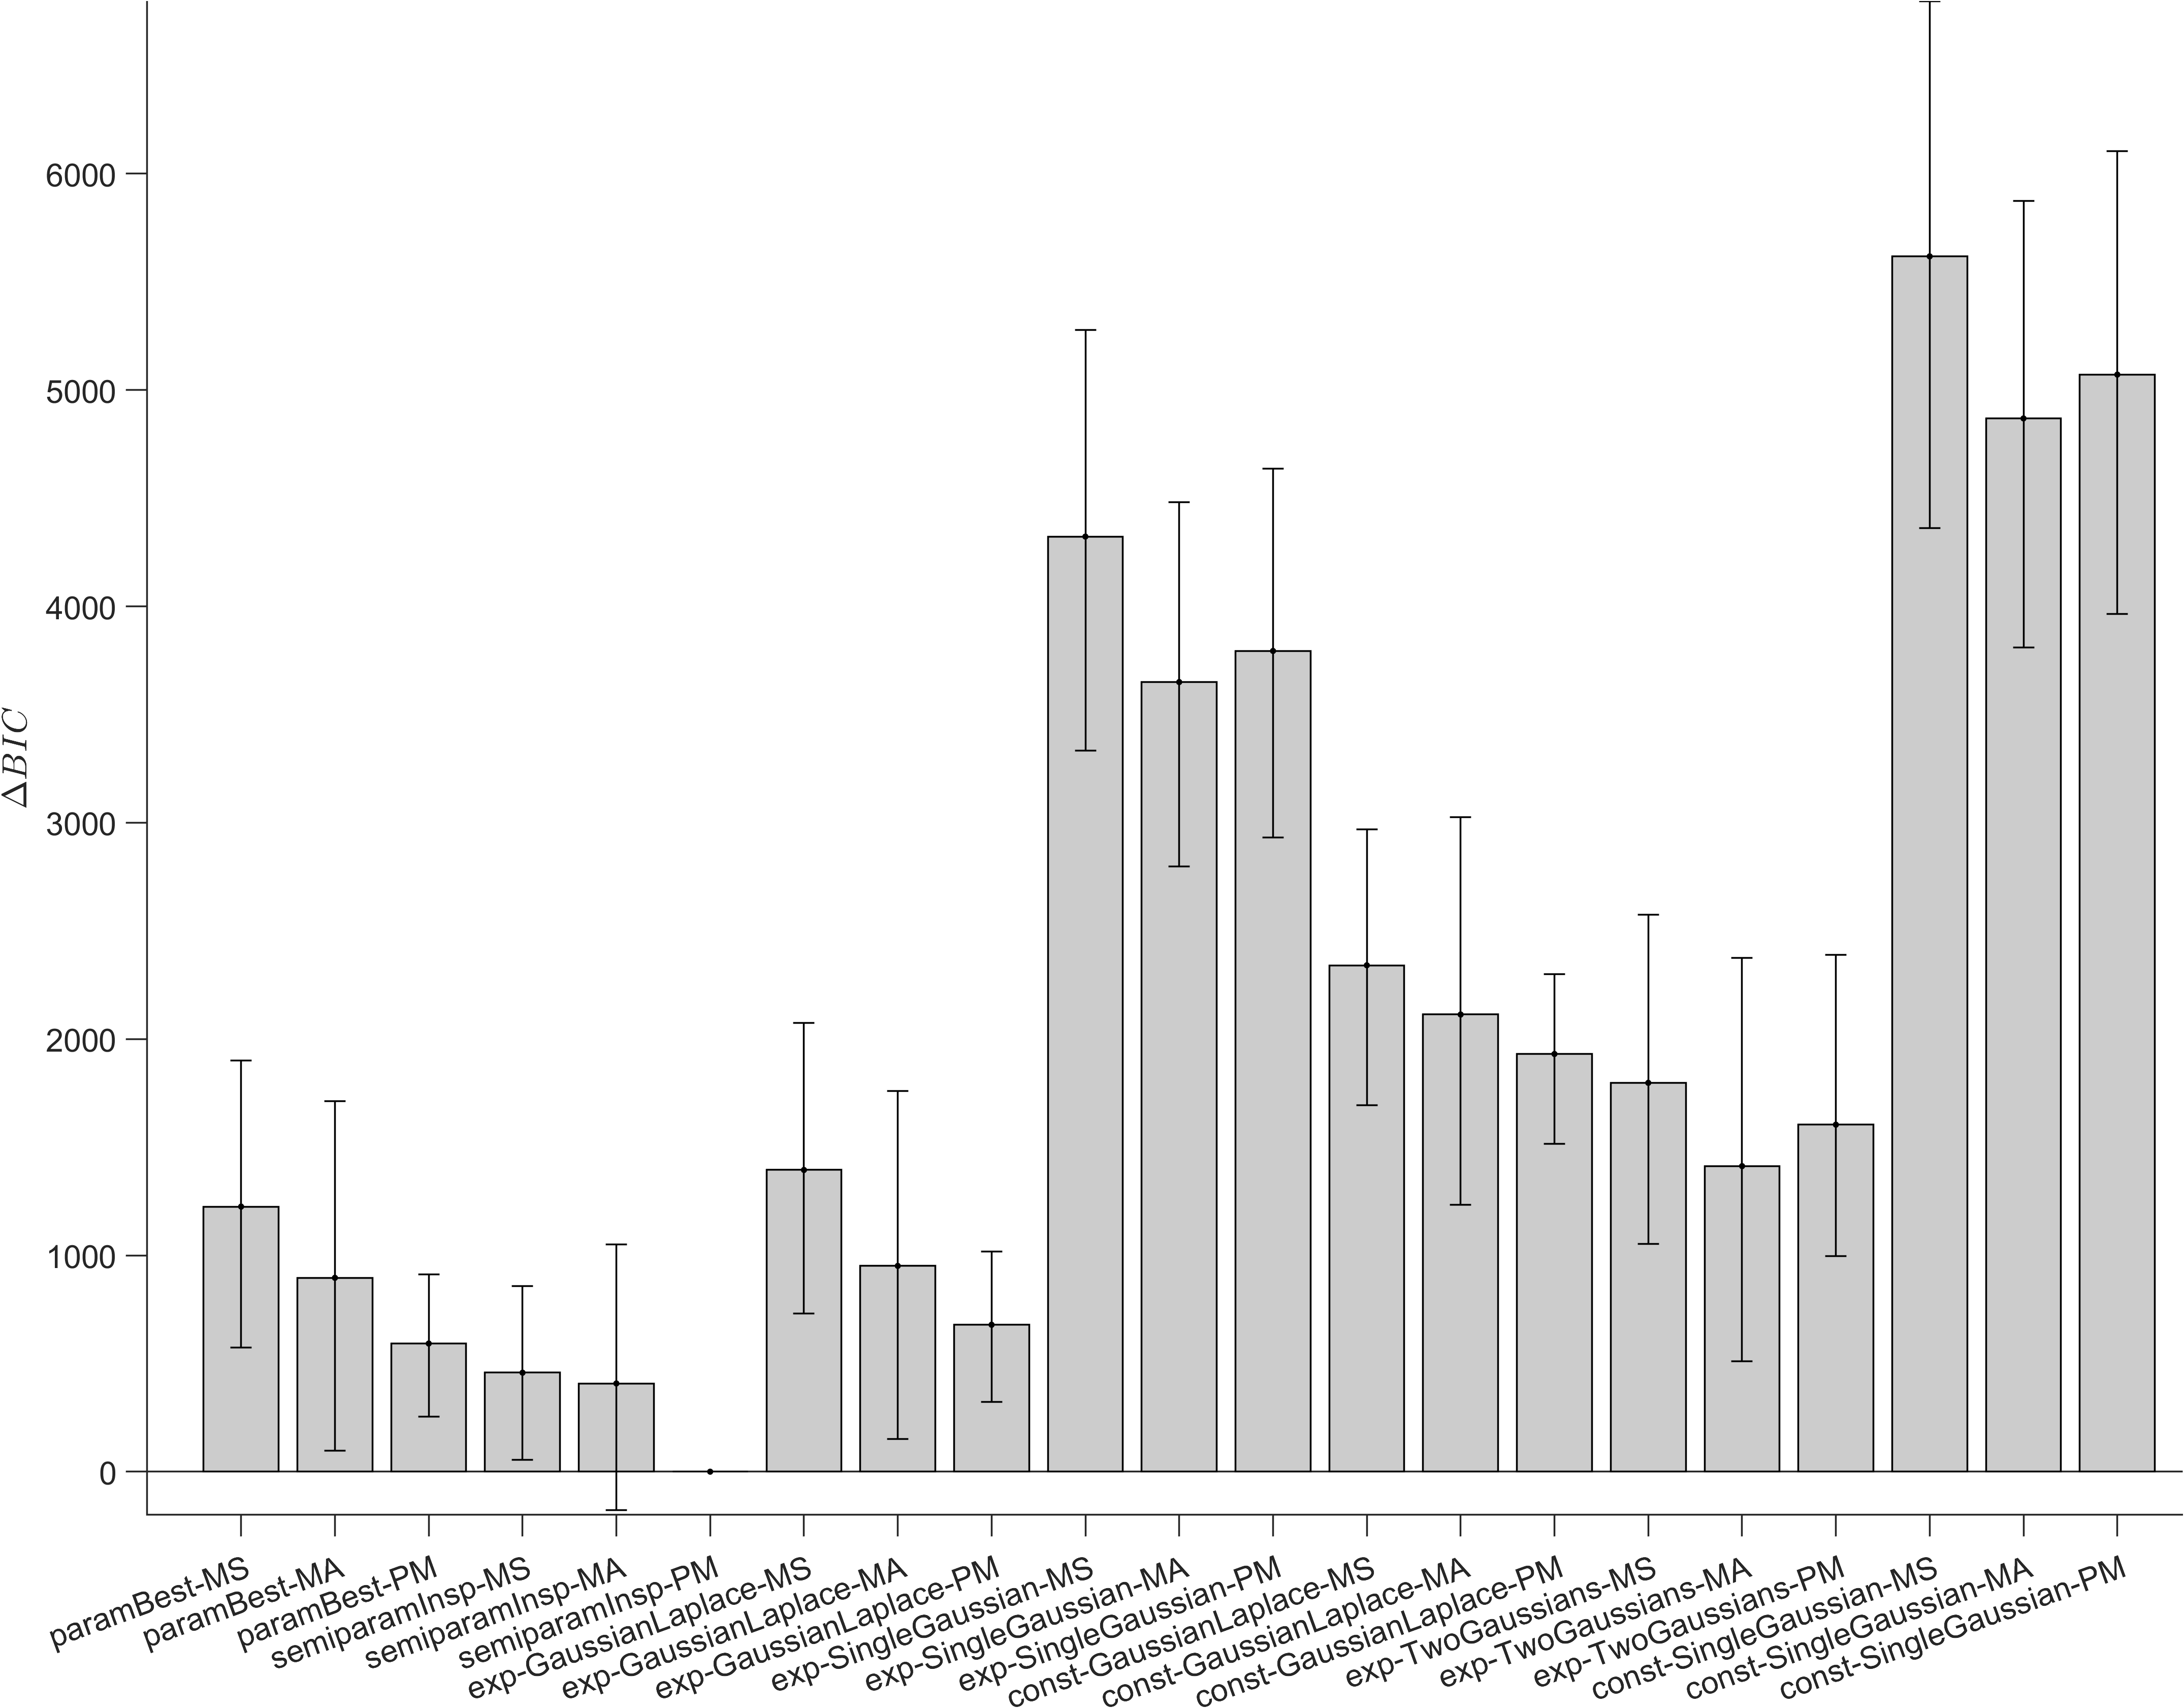 6000
5000
4000
3000
2000
1000
0
ΔBIC
paramBest-MS
paramBest-MA
paramBest-PM
semiparamInsp-MS
semiparamInsp-MA
semiparamInsp-PM
exp-GaussianLaplace-MS
exp-GaussianLaplace-MA
exp-GaussianLaplace-PM
exp-SingleGaussian-MS
exp-SingleGaussian-MA
exp-SingleGaussian-PM
const-GaussianLaplace-MS
const-GaussianLaplace-MA
const-GaussianLaplace-PM
exp-TwoGaussians-MS
exp-TwoGaussians-MA
exp-TwoGaussians-PM
const-SingleGaussian-MS
const-SingleGaussian-MA
const-SingleGaussian-PM